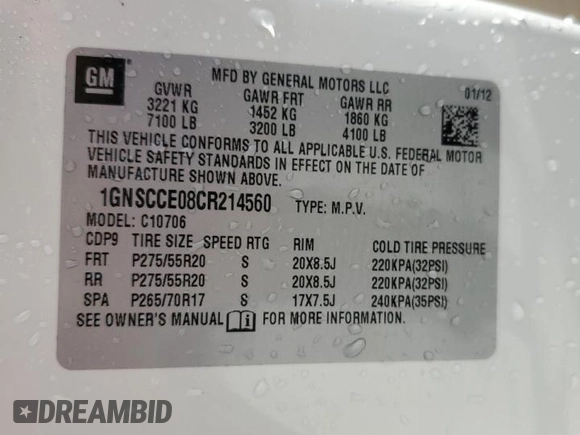 GM
MFD BY GENERAL MOTORS LLC
01/12
GVWR GAWR FRT GAWR RR
3221 KG 1452 KG 1860 KG
7100 LB 3200 LB 4100 LB
THIS VEHICLE CONFORMS TO ALL APPLICABLE U.S. FEDERAL MOTOR
VEHICLE SAFETY STANDARDS IN EFFECT ON THE DATE OF
MANUFACTURE SHOWN ABOVE.
1GNSCCE08CR214560 TYPE: M.P.V.
MODEL: C10706
CDP9 TIRE SIZE SPEED RTG RIM COLD TIRE PRESSURE
FRT P275/55R20 S 20X8.5J 220KPA(32PSI)
RR P275/55R20 S 20X8.5J 220KPA(32PSI)
SPA P265/70R17 S 17X7.5J 240KPA(35PSI)
SEE OWNER'S MANUAL FOR MORE INFORMATION.
DREAMBID